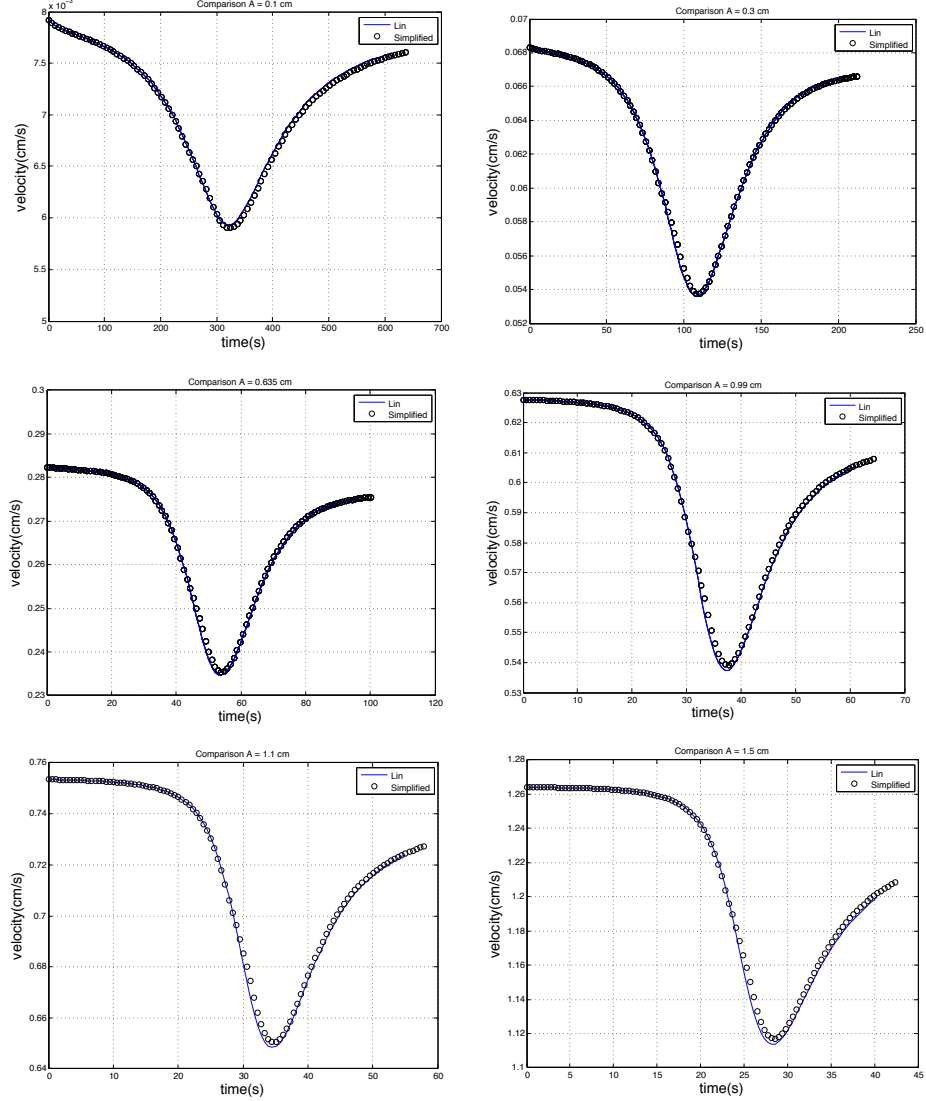 Comparison A = 0.1 cm
x 10⁻³
8
7.5
7
6.5
6
5.5
5
velocity(cm/s)
Lin
Simplified
0 100 200 300 400 500 600 700
time(s)
Comparison A = 0.3 cm
0.07
0.068
0.066
0.064
0.062
0.06
0.058
0.056
0.054
0.052
velocity(cm/s)
Lin
Simplified
0 50 100 150 200 250
time(s)
Comparison A = 0.635 cm
0.3
0.29
0.28
0.27
0.26
0.25
0.24
0.23
velocity(cm/s)
Lin
Simplified
0 20 40 60 80 100 120
time(s)
Comparison A = 0.99 cm
0.63
0.62
0.61
0.6
0.59
0.58
0.57
0.56
0.55
0.54
0.53
velocity(cm/s)
Lin
Simplified
0 10 20 30 40 50 60 70
time(s)
Comparison A = 1.1 cm
0.76
0.74
0.72
0.7
0.68
0.66
0.64
velocity(cm/s)
Lin
Simplified
0 10 20 30 40 50 60
time(s)
Comparison A = 1.5 cm
1.28
1.26
1.24
1.22
1.2
1.18
1.16
1.14
1.12
1.1
velocity(cm/s)
Lin
Simplified
0 5 10 15 20 25 30 35 40 45
time(s)